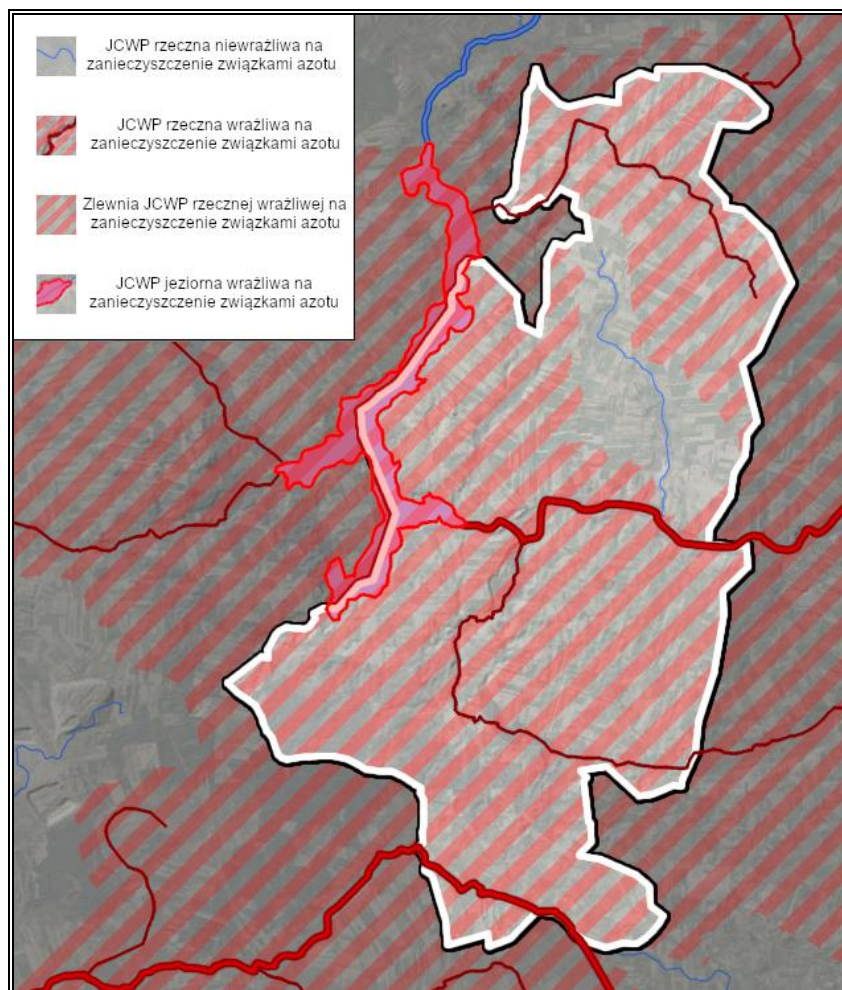 JCWP rzeczna niewrażliwa na
zanieczyszczenie związkami azotu
JCWP rzeczna wrażliwa na
zanieczyszczenie związkami azotu
Zlewnia JCWP rzecznej wrażliwej na
zanieczyszczenie związkami azotu
JCWP jeziorna wrażliwa na
zanieczyszczenie związkami azotu